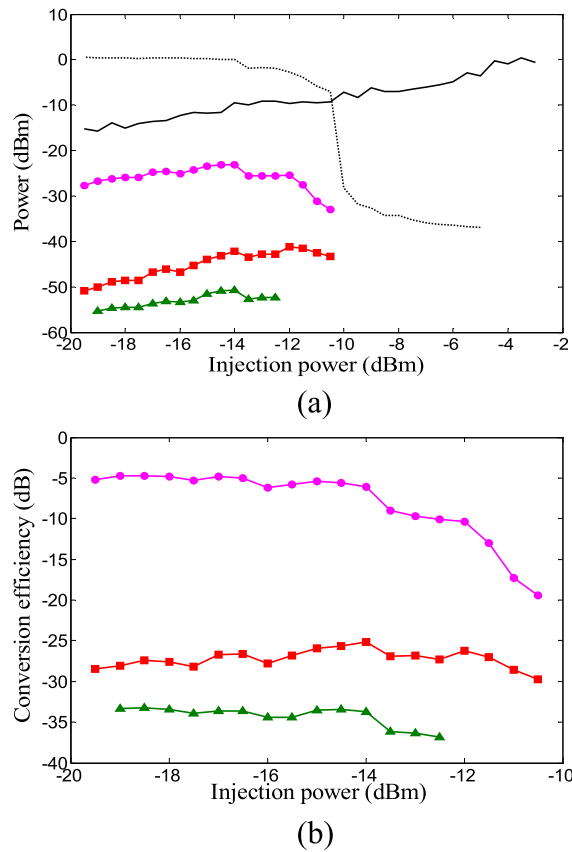 10
0
-10
-20
-30
-40
-50
-60
Power (dBm)
-20 -18 -16 -14 -12 -10 -8 -6 -4 -2
Injection power (dBm)
(a)
0
-5
-10
-15
-20
-25
-30
-35
-40
Conversion efficiency (dB)
-20 -18 -16 -14 -12 -10
Injection power (dBm)
(b)